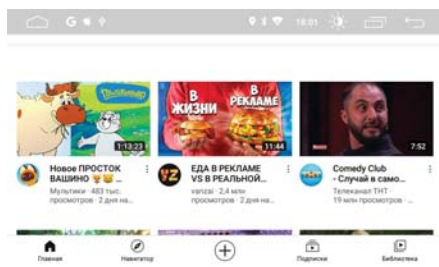 18:01
Простоквашино
В
ЖИЗНИ
В
РЕКЛАМЕ
1:13:23
11:44
7:52
Новое ПРОСТОК
ВАШИНО
Мультики · 483 тыс.
просмотров · 2 дня на...
YZ
ЕДА В РЕКЛАМЕ
VS В РЕАЛЬНОЙ...
vanzai · 2,4 млн
просмотров · 2 дня на...
Comedy Club
- Случай в само...
Телеканал ТНТ ·
19 млн просмотров · ...
Главная
Навигатор
Подписки
Библиотека